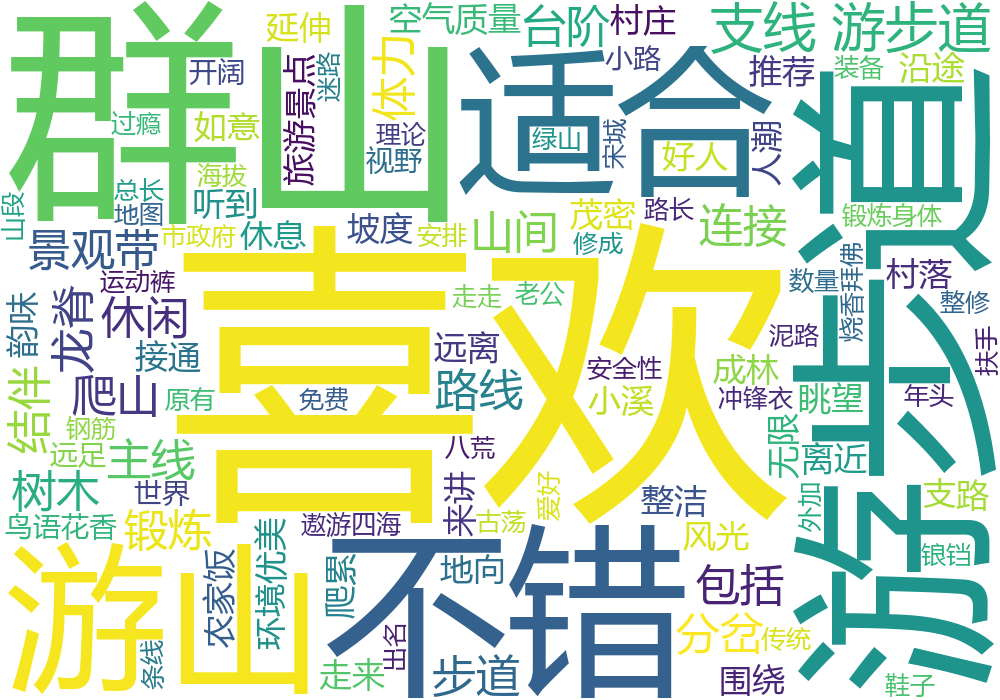 群山
延伸
空气质量
台阶
村庄
支线
游步道
开阔
旅游景点
迷路
体力
适合
小路
推荐
装备
沿途
过瘾
如意
理论
视野
绿山
宋城
好人
人潮
游步道
海拔
总长
地图
听到
山段
市政府
休息
坡度
安排
山间
茂密
修成
路长
连接
锻炼身体
景观带
运动裤
喜欢
走走
老公
数量
烧香拜佛
村落
整修
韵味
龙脊
休闲
接通
远离
安全性
泥路
成林
扶手
爬山
原有
免费
路线
小溪
冲锋衣
眺望
年头
结伴
钢筋
远足
主线
八荒
无限
离近
树木
世界
来讲
爱好
整洁
外加
支路
鸟语花香
锻炼
遨游四海
古荡
风光
锒铛
游山
农家饭
环境优美
爬累
不错
地向
包括
条线
出名
走来
步道
分岔
传统
围绕
鞋子